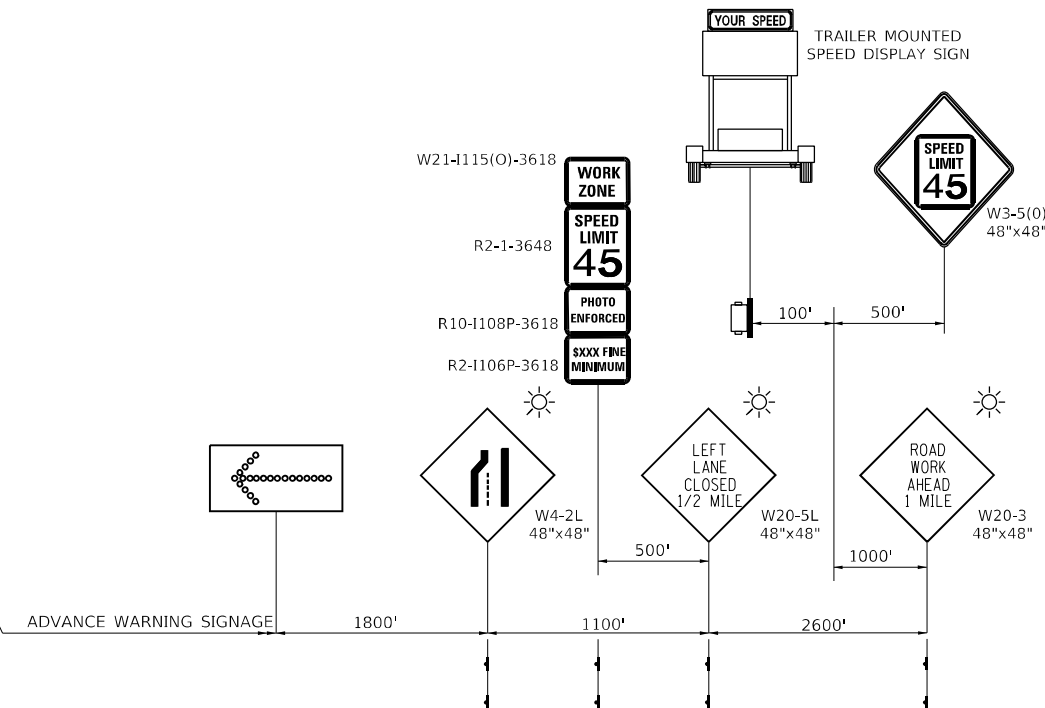 YOUR SPEED
TRAILER MOUNTED
SPEED DISPLAY SIGN
W21-I115(O)-3618
WORK
ZONE
SPEED
LIMIT
45
R2-1-3648
PHOTO
ENFORCED
R10-I108P-3618
$XXX FINE
MINIMUM
R2-I106P-3618
SPEED
LIMIT
45
W3-5(0)
48"x48"
100'
500'
W4-2L
48"x48"
LEFT
LANE
CLOSED
1/2 MILE
W20-5L
48"x48"
ROAD
WORK
AHEAD
1 MILE
W20-3
48"x48"
500'
1000'
ADVANCE WARNING SIGNAGE
1800'
1100'
2600'